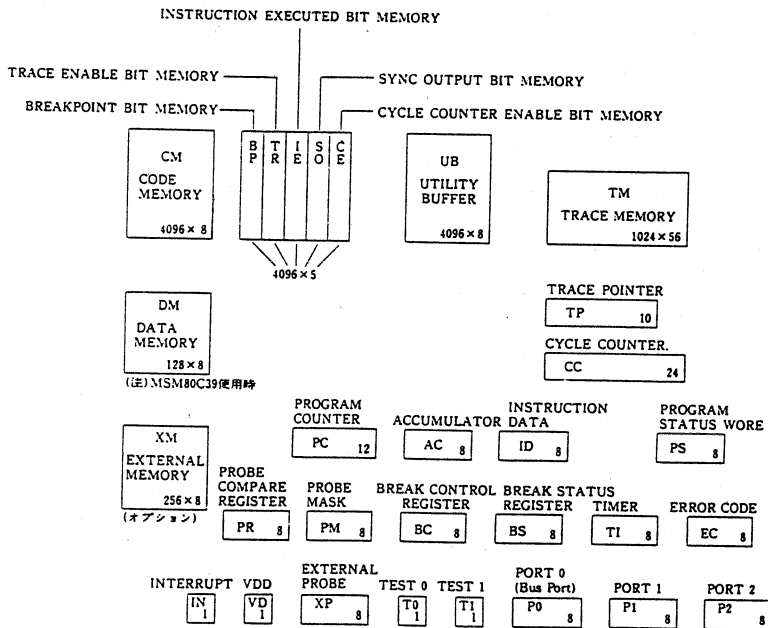 INSTRUCTION EXECUTED BIT MEMORY
TRACE ENABLE BIT MEMORY
SYNC OUTPUT BIT MEMORY
BREAKPOINT BIT MEMORY
CYCLE COUNTER ENABLE BIT MEMORY
CM
CODE
MEMORY
4096 × 8
BP
TR
IE
SO
CE
4096 × 5
UB
UTILITY
BUFFER
4096 × 8
TM
TRACE MEMORY
1024 × 56
DM
DATA
MEMORY
128 × 8
(注) MSM80C39使用時
TRACE POINTER
TP 10
CYCLE COUNTER.
CC 24
XM
EXTERNAL
MEMORY
256 × 8
(オプション)
PROGRAM
COUNTER
PC 12
ACCUMULATOR
AC 8
INSTRUCTION
DATA
ID 8
PROGRAM
STATUS WORE
PS 8
PROBE
COMPARE
REGISTER
PR 8
PROBE
MASK
PM 8
BREAK CONTROL
REGISTER
BC 8
BREAK STATUS
REGISTER
BS 8
TIMER
TI 8
ERROR CODE
EC 8
INTERRUPT
IN
1
VDD
VD
1
EXTERNAL
PROBE
XP 8
TEST 0
T0
1
TEST 1
T1
1
PORT 0
(Bus Port)
P0 8
PORT 1
P1 8
PORT 2
P2 8